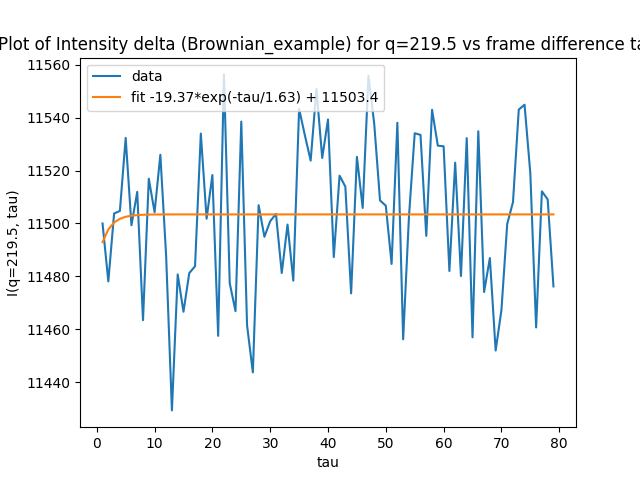 Plot of Intensity delta (Brownian_example) for q=219.5 vs frame difference ta
11560
11540
11520
11500
11480
11460
11440
I(q=219.5, tau)
data
fit -19.37*exp(-tau/1.63) + 11503.4
0 10 20 30 40 50 60 70 80
tau